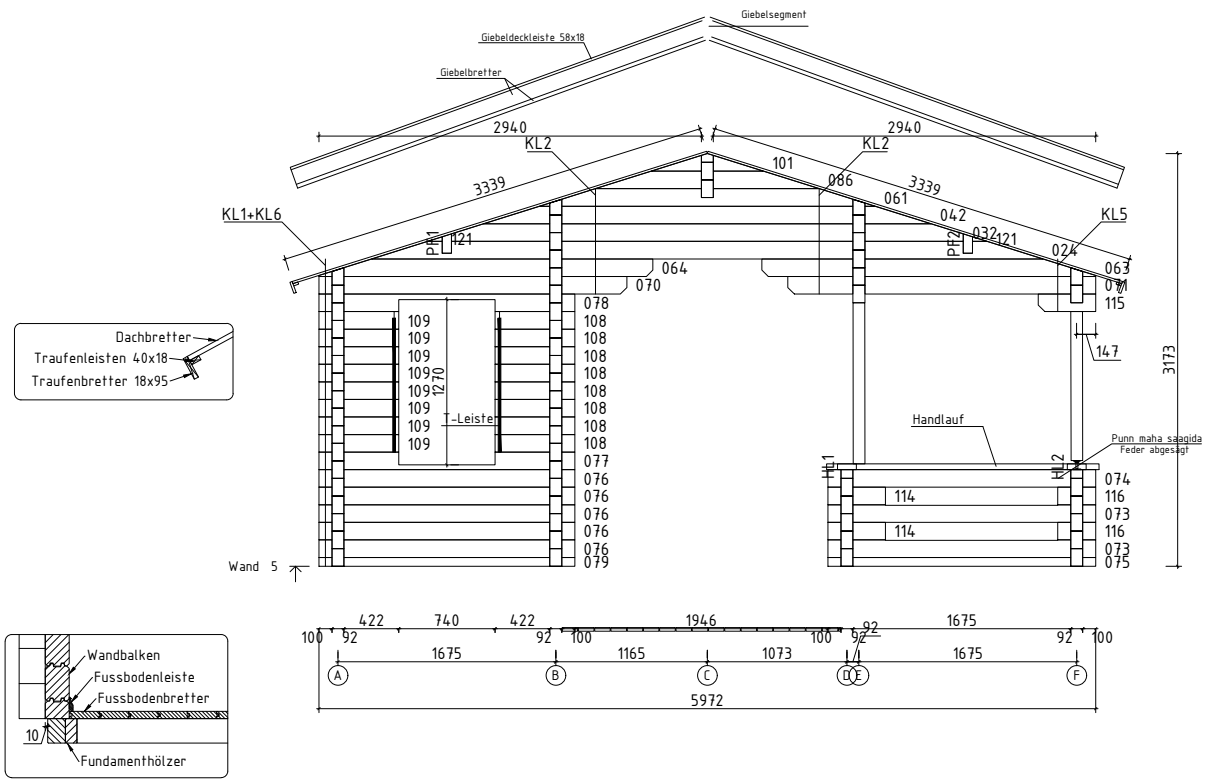 Giebelsegment
Giebeldeckleiste 58x18
Giebelbretter
2940
2940
KL2
KL2
101
086
3339
3339
061
KL1+KL6
042
KL5
PF1
121
PF2
032
121
024
063
064
070
071
115
078
109
108
109
108
109
108
109
108
109
108
109
108
109
108
109
108
1270
T-Leiste
147
3173
Dachbretter
Traufenleisten 40x18
Traufenbretter 18x95
Handlauf
Punn maha saagida
Feder abgesägt
HL1
HL2
077
076
076
076
076
076
079
074
114
116
073
114
116
073
075
Wand 5
422
740
422
1946
1675
100
92
92
100
100
92
92
92
100
1675
1165
1073
1675
A
B
C
D
E
F
5972
Wandbalken
Fussbodenleiste
Fussbodenbretter
10
Fundamenthölzer